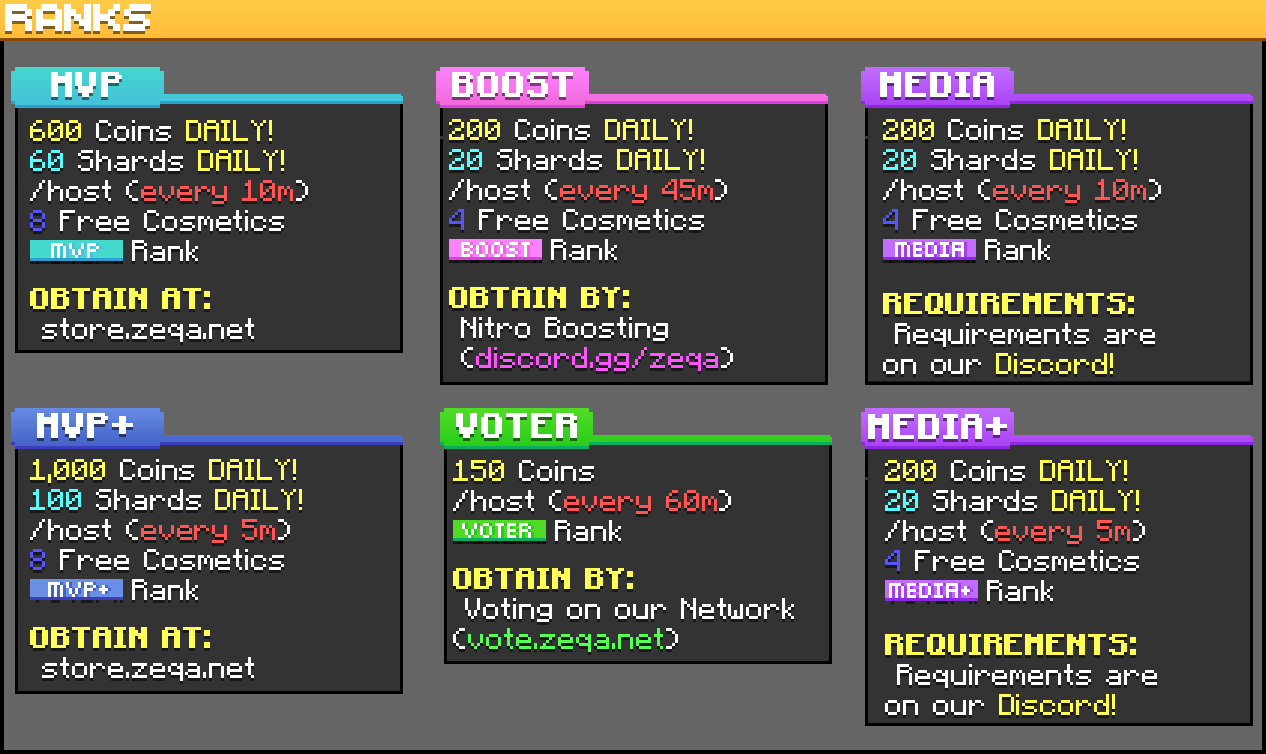 RANKS
MVP
600 Coins DAILY!
60 Shards DAILY!
/host (every 10m)
8 Free Cosmetics
MVP Rank
OBTAIN AT:
store.zeqa.net
BOOST
200 Coins DAILY!
20 Shards DAILY!
/host (every 45m)
4 Free Cosmetics
BOOST Rank
OBTAIN BY:
Nitro Boosting
(discord.gg/zeqa)
MEDIA
200 Coins DAILY!
20 Shards DAILY!
/host (every 10m)
4 Free Cosmetics
MEDIA Rank
REQUIREMENTS:
Requirements are
on our Discord!
MVP+
1,000 Coins DAILY!
100 Shards DAILY!
/host (every 5m)
8 Free Cosmetics
MVP+ Rank
OBTAIN AT:
store.zeqa.net
VOTER
150 Coins
/host (every 60m)
VOTER Rank
OBTAIN BY:
Voting on our Network
(vote.zeqa.net)
MEDIA+
200 Coins DAILY!
20 Shards DAILY!
/host (every 5m)
4 Free Cosmetics
MEDIA+ Rank
REQUIREMENTS:
Requirements are
on our Discord!